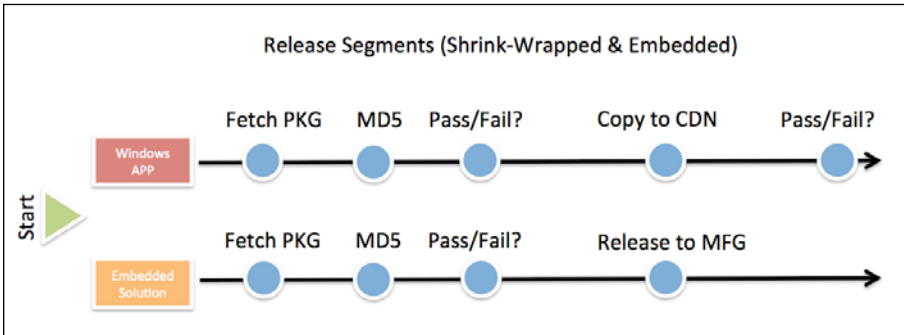 Release Segments (Shrink-Wrapped & Embedded)
Fetch PKG MD5 Pass/Fail? Copy to CDN Pass/Fail?
Windows
APP
Start
Fetch PKG MD5 Pass/Fail? Release to MFG
Embedded
Solution